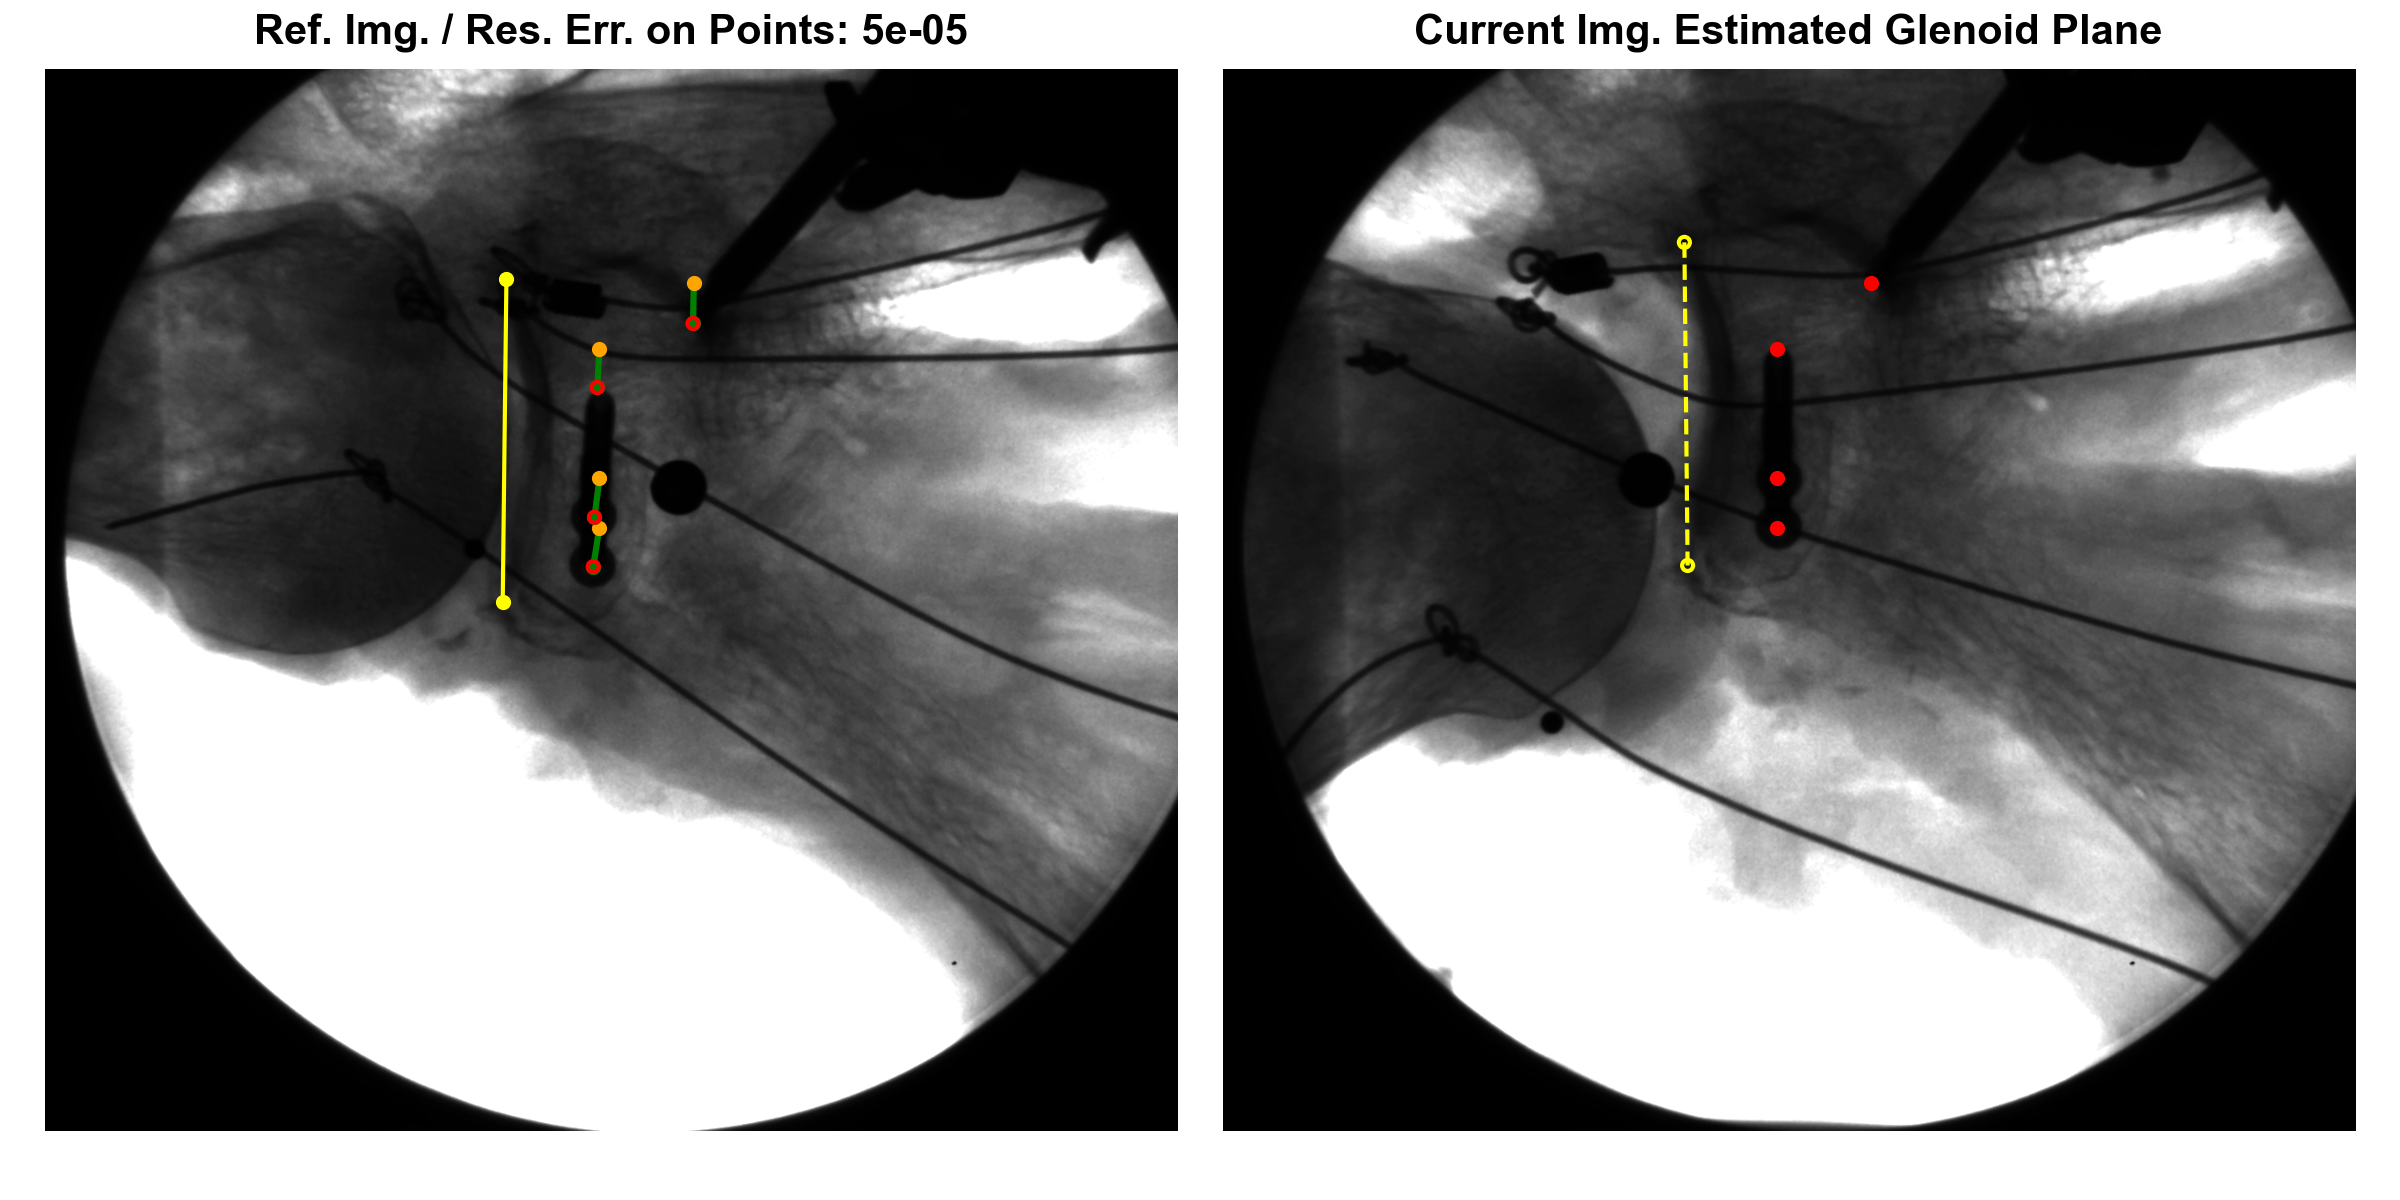 Ref. Img. / Res. Err. on Points: 5e-05
Current Img. Estimated Glenoid Plane